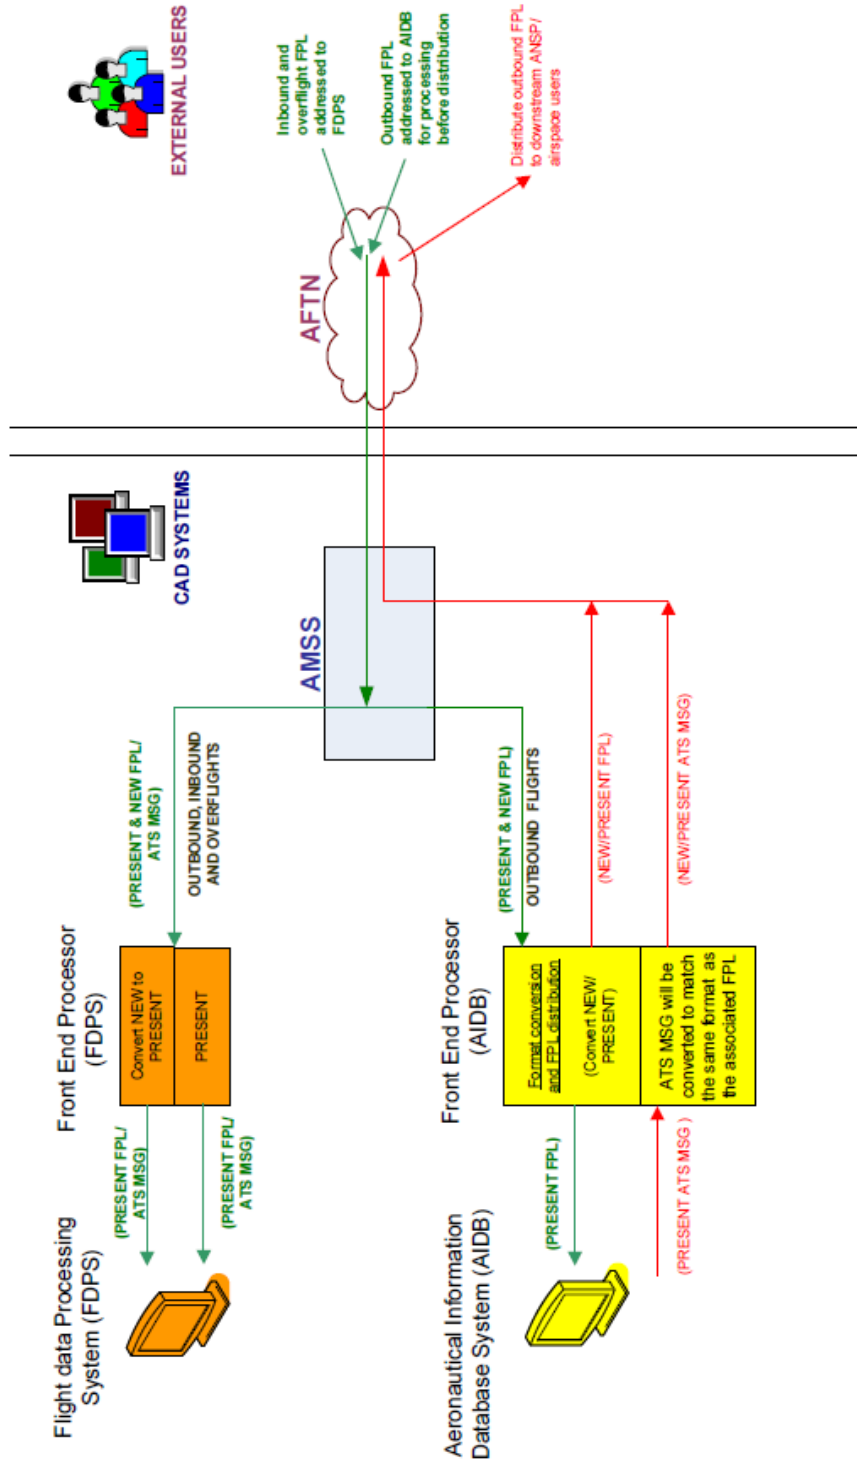 Flight data Processing
System (FDPS)
Front End Processor
(FDPS)
CAD SYSTEMS
EXTERNAL USERS
(PRESENT FPL/
ATS MSG)
Convert NEW to
PRESENT
(PRESENT & NEW FPL/
ATS MSG)
PRESENT
(PRESENT FPL/
ATS MSG)
OUTBOUND, INBOUND
AND OVERFLIGHTS
AMSS
AFTN
Inbound and
overflight FPL
addressed to
FDPS
Outbound FPL
addressed to AIDB
for processing
before distribution
Distribute outbound FPL
to downstream ANSP/
airspace users
Aeronautical Information
Database System (AIDB)
Front End Processor
(AIDB)
(PRESENT & NEW FPL)
OUTBOUND FLIGHTS
(PRESENT FPL)
Format conversion
and FPL distribution
(Convert NEW/
PRESENT)
(NEW/PRESENT FPL)
(PRESENT ATS MSG )
ATS MSG will be
converted to match
the same format as
the associated FPL
(NEW/PRESENT ATS MSG)